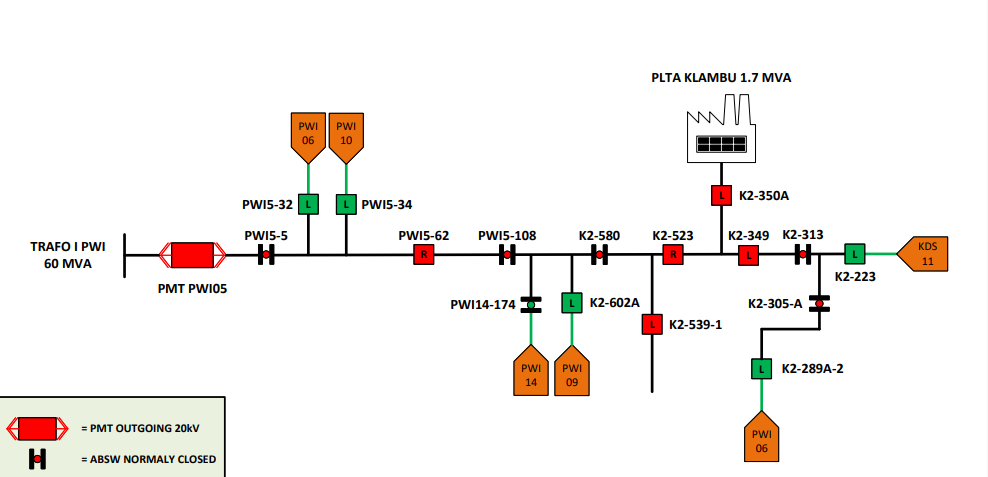 PLTA KLAMBU 1.7 MVA
PWI
06
PWI
10
K2-350A
PWI5-32
L
L
PWI5-34
L
PWI5-5
PWI5-62
PWI5-108
K2-580
K2-523
K2-349
K2-313
TRAFO I PWI
60 MVA
R
R
L
L
KDS
11
PMT PWI05
K2-223
PWI14-174
L
K2-602A
K2-305-A
L
K2-539-1
PWI
14
PWI
09
L
K2-289A-2
PWI
06
= PMT OUTGOING 20kV
= ABSW NORMALY CLOSED